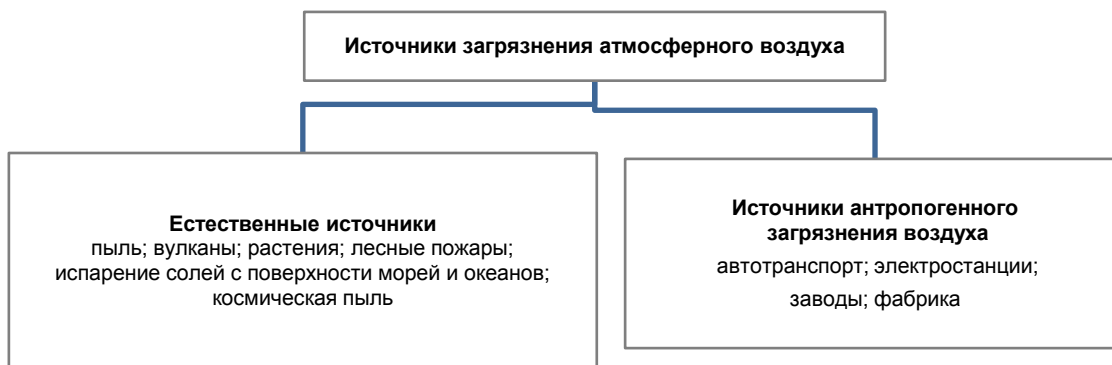 Источники загрязнения атмосферного воздуха
Естественные источники
пыль; вулканы; растения; лесные пожары;
испарение солей с поверхности морей и океанов;
космическая пыль
Источники антропогенного
загрязнения воздуха
автотранспорт; электростанции;
заводы; фабрика